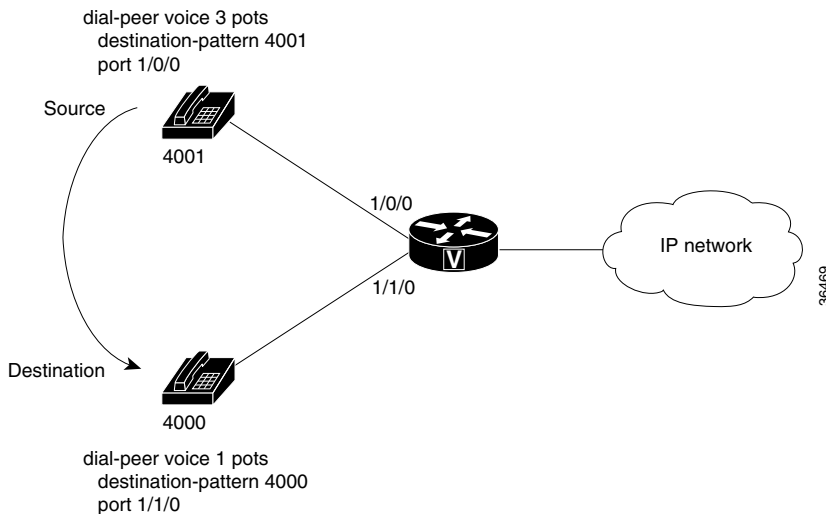 dial-peer voice 3 pots
destination-pattern 4001
port 1/0/0
Source
4001
1/0/0
V
IP network
36469
1/1/0
Destination
4000
dial-peer voice 1 pots
destination-pattern 4000
port 1/1/0